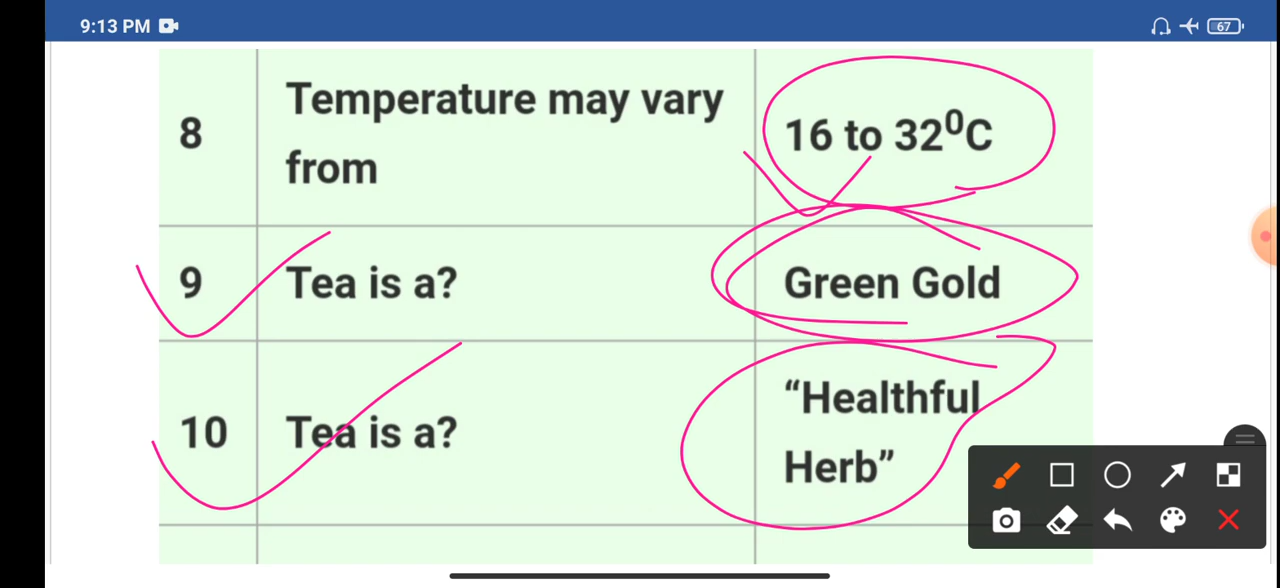 9:13 PM
67
8 Temperature may vary from 16 to 32⁰C
9 Tea is a? Green Gold
10 Tea is a? “Healthful Herb”